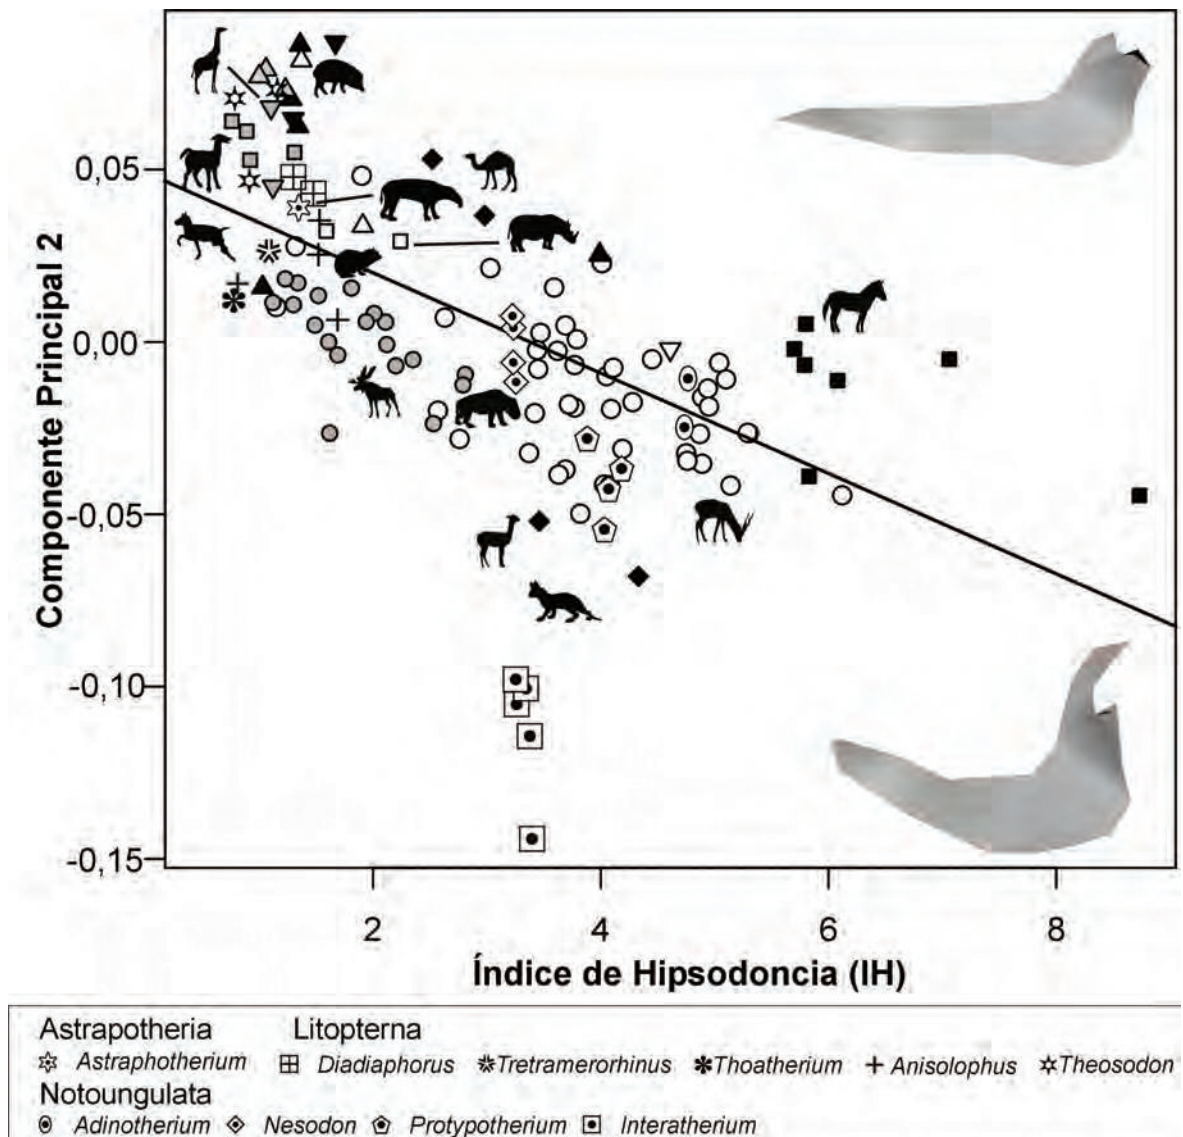 Componente Principal 2
0,05
0,00
-0,05
-0,10
-0,15
2 4 6 8
Índice de Hipsodoncia (IH)
Astrapotheria Litopterna
Astraphotherium Diadiaphorus Tretramerorhinus Thoatherium Anisolophus Theosodon
Notoungulata
Adinotherium Nesodon Protypotherium Interatherium